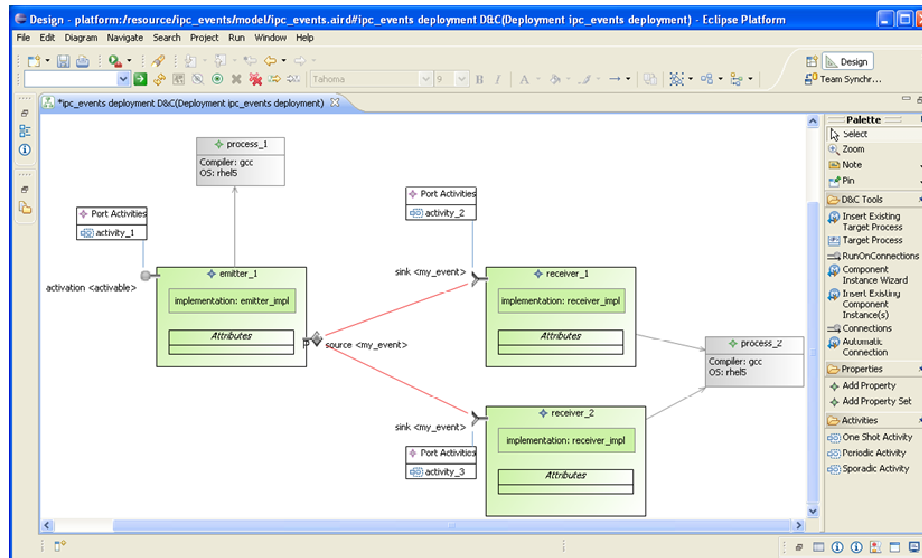 Design - platform:/resource/ipc_events/model/ipc_events.aird#ipc_events deployment D&C(Deployment ipc_events deployment) - Eclipse Platform
File Edit Diagram Navigate Search Project Run Window Help
Design
Tahoma 9 B I A
Team Synchr...
*ipc_events deployment D&C(Deployment ipc_events deployment)
process_1
Compiler: gcc
OS: rhel5
Port Activities
activity_2
Port Activities
activity_1
sink <my_event>
activation <activable>
emitter_1
implementation: emitter_impl
Attributes
source <my_event>
receiver_1
implementation: receiver_impl
Attributes
process_2
Compiler: gcc
OS: rhel5
sink <my_event>
Port Activities
activity_3
receiver_2
implementation: receiver_impl
Attributes
Palette
Select
Zoom
Note
Pin
D&C Tools
Insert Existing
Target Process
Target Process
RunOnConnections
Component
Instance Wizard
Insert Existing
Component
Instance(s)
Connections
Automatic
Connection
Properties
Add Property
Add Property Set
Activities
One Shot Activity
Periodic Activity
Sporadic Activity